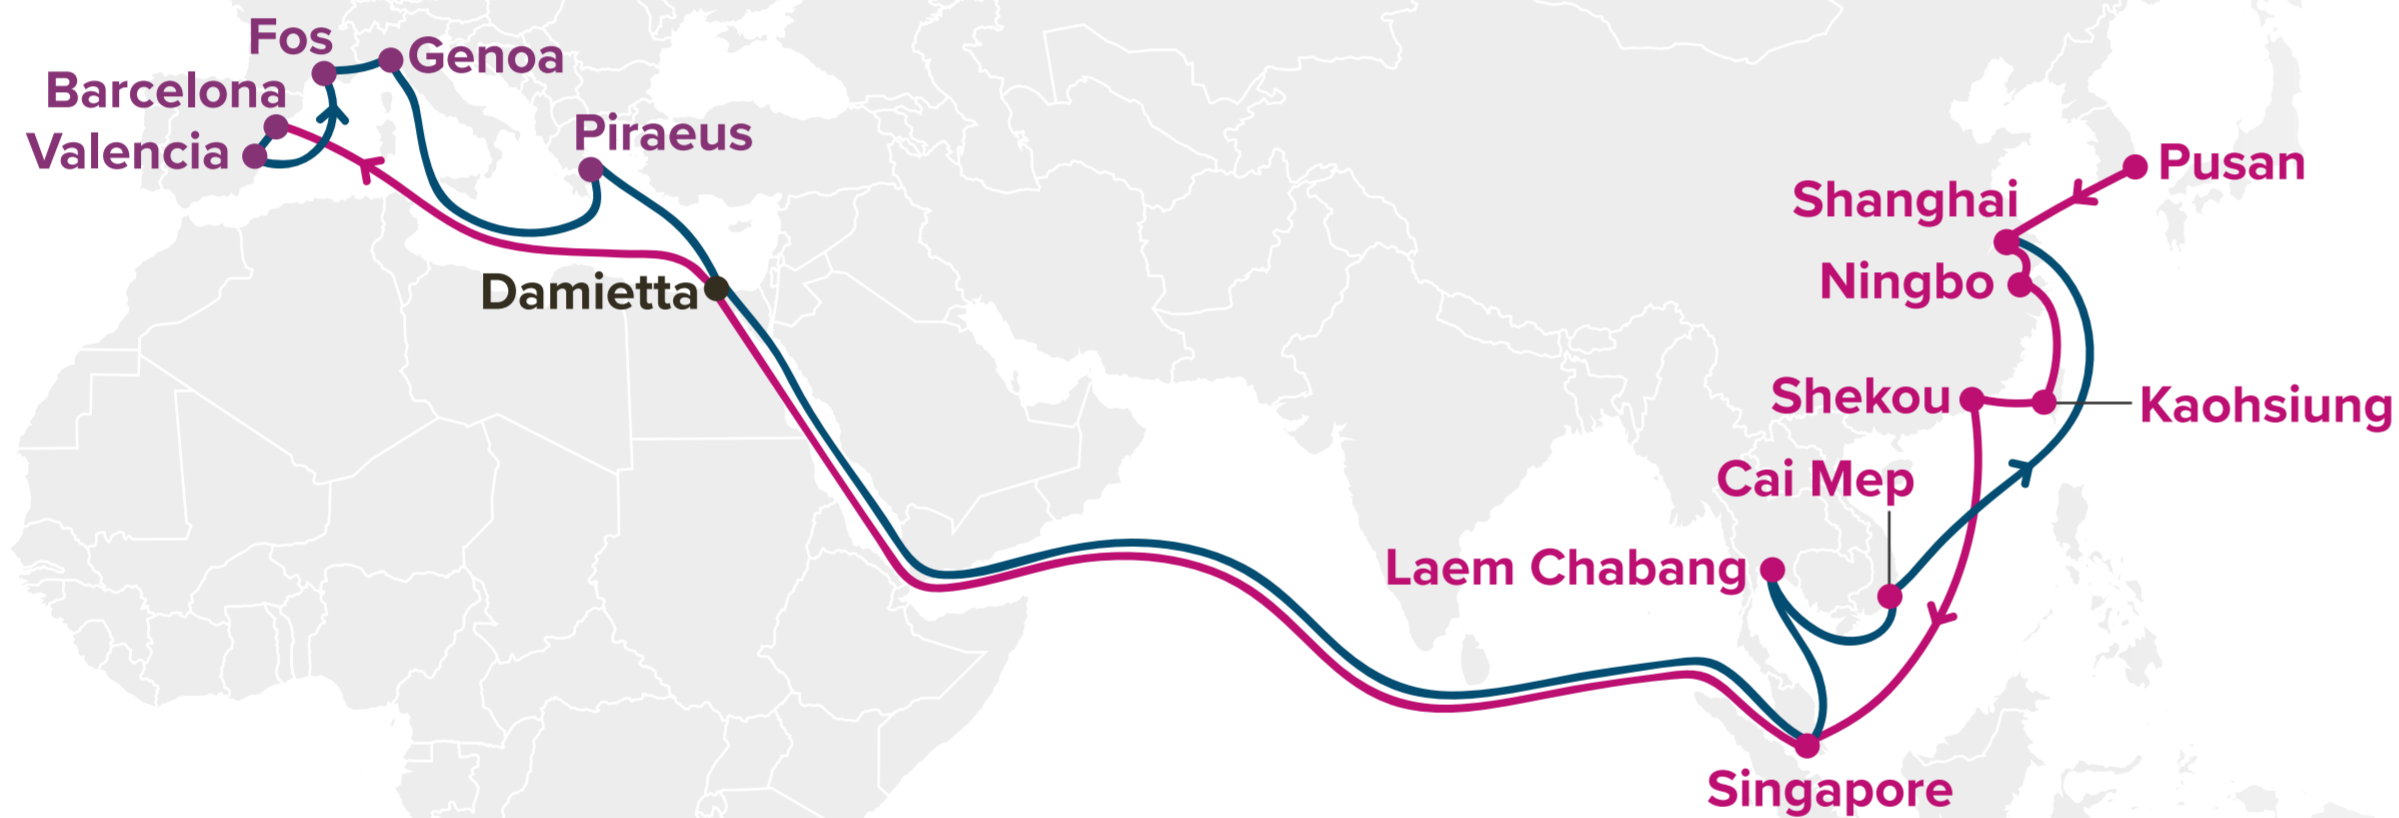 Fos
Genoa
Barcelona
Valencia
Piraeus
Damietta
Pusan
Shanghai
Ningbo
Shekou
Kaohsiung
Cai Mep
Laem Chabang
Singapore